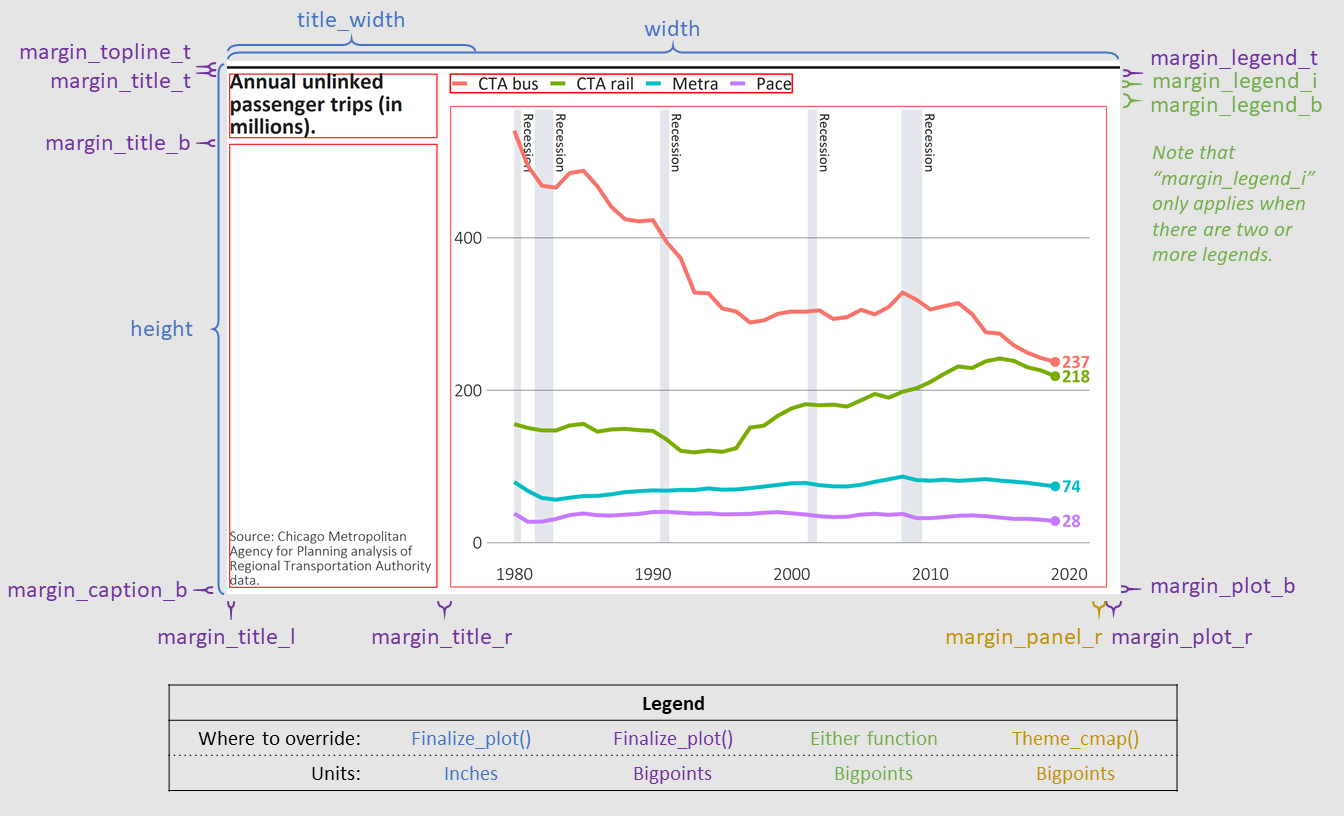 title_width
width
margin_topline_t
margin_title_t
margin_legend_t
margin_legend_i
margin_legend_b
Annual unlinked
passenger trips (in
millions).
CTA bus CTA rail Metra Pace
margin_title_b
Note that
“margin_legend_i”
only applies when
there are two or
more legends.
Recession
Recession
Recession
Recession
Recession
400
height
237
218
200
74
28
0
Source: Chicago Metropolitan
Agency for Planning analysis of
Regional Transportation Authority
data.
1980 1990 2000 2010 2020
margin_caption_b
margin_plot_b
margin_title_l
margin_title_r
margin_panel_r
margin_plot_r
Legend
Where to override: Finalize_plot() Finalize_plot() Either function Theme_cmap()
Units: Inches Bigpoints Bigpoints Bigpoints